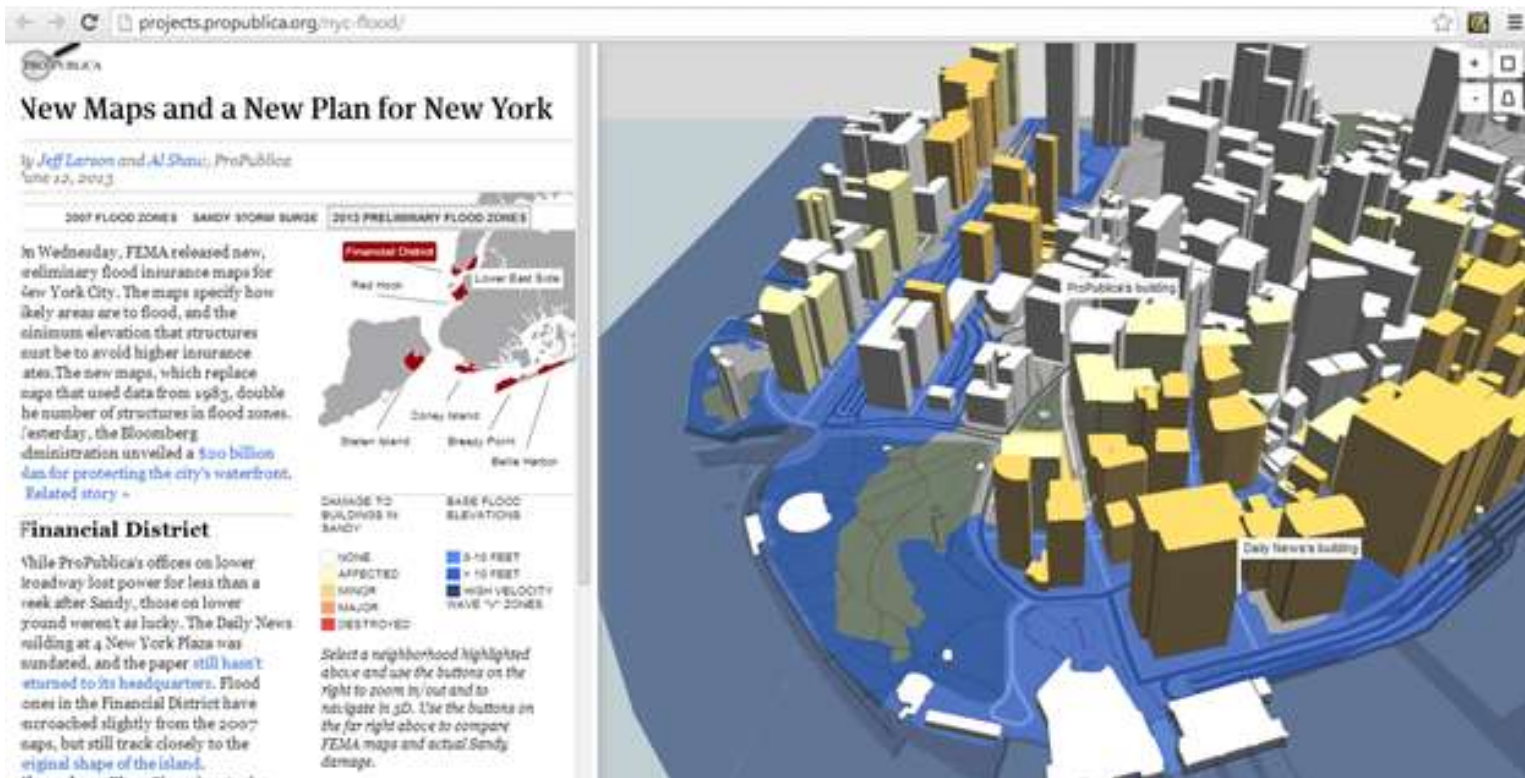 projects.propublica.org/nyc-flood/
PROPUBLICA
New Maps and a New Plan for New York
By Jeff Larson and Al Shaw, ProPublica
June 12, 2013
2007 FLOOD ZONES SANDY STORM SURGE 2013 PRELIMINARY FLOOD ZONES
On Wednesday, FEMA released new,
preliminary flood insurance maps for
New York City. The maps specify how
likely areas are to flood, and the
minimum elevation that structures
must be to avoid higher insurance
rates. The new maps, which replace
maps that used data from 1983, double
the number of structures in flood zones.
Yesterday, the Bloomberg
administration unveiled a $20 billion
plan for protecting the city's waterfront.
Related story »
Financial District
While ProPublica's offices on lower
Broadway lost power for less than a
week after Sandy, those on lower
ground weren't as lucky. The Daily News
building at 4 New York Plaza was
inundated, and the paper still hasn't
returned to its headquarters. Flood
zones in the Financial District have
encroached slightly from the 2007
maps, but still track closely to the
original shape of the island.
Financial District
Lower East Side
Red Hook
Coney Island
Staten Island
Breezy Point
Belle Harbor
DAMAGE TO
BUILDINGS IN
SANDY
NONE
AFFECTED
MINOR
MAJOR
DESTROYED
BASE FLOOD
ELEVATIONS
0-10 FEET
> 10 FEET
HIGH VELOCITY
WAVE "V" ZONES
Select a neighborhood highlighted
above and use the buttons on the
right to zoom in/out and to
navigate in 3D. Use the buttons on
the far right above to compare
FEMA maps and actual Sandy
damage.
ProPublica's building
Daily News's building
+
-